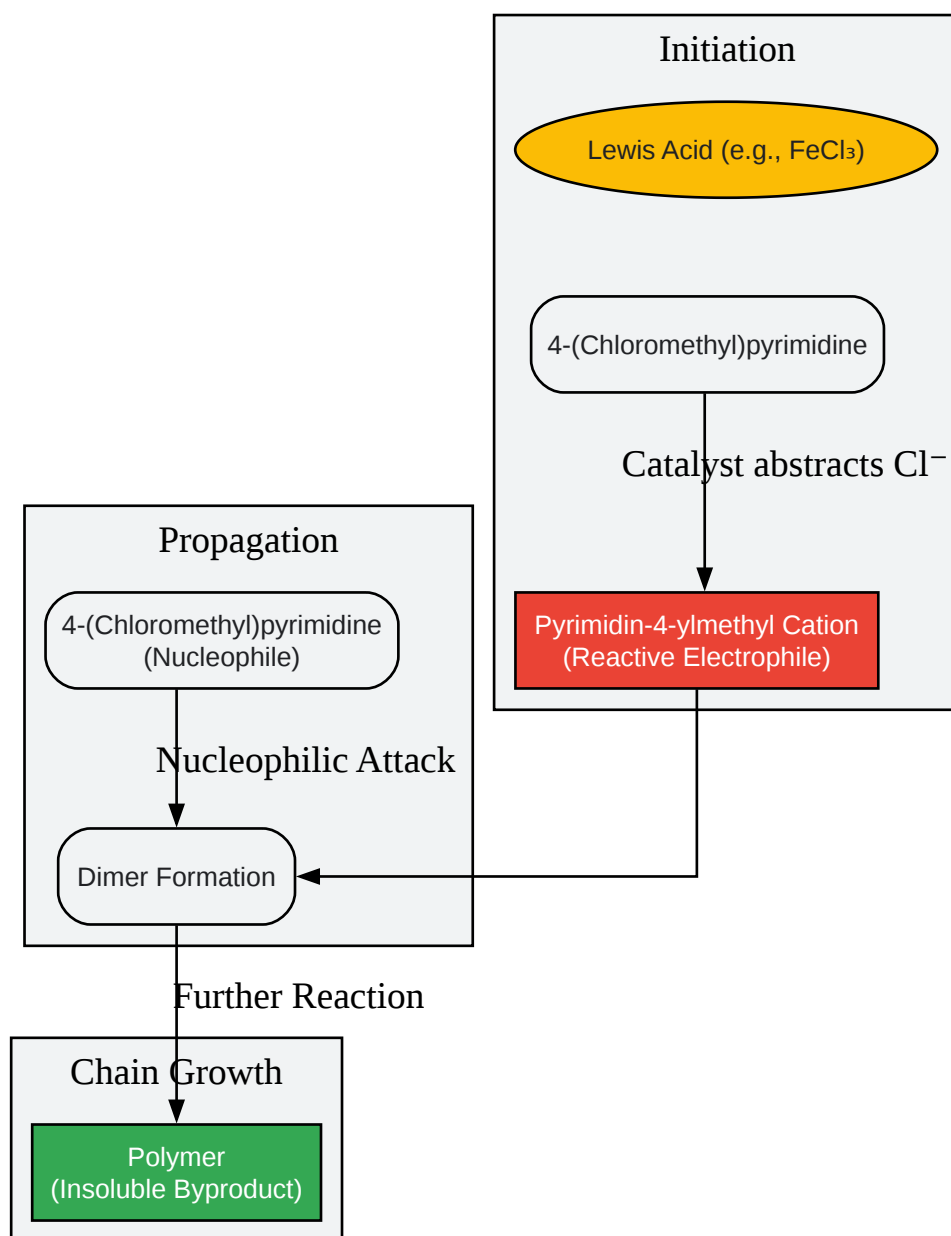 Initiation
Lewis Acid (e.g., FeCl₃)
4-(Chloromethyl)pyrimidine
Catalyst abstracts Cl⁻
Pyrimidin-4-ylmethyl Cation
(Reactive Electrophile)
Propagation
4-(Chloromethyl)pyrimidine
(Nucleophile)
Nucleophilic Attack
Dimer Formation
Further Reaction
Chain Growth
Polymer
(Insoluble Byproduct)